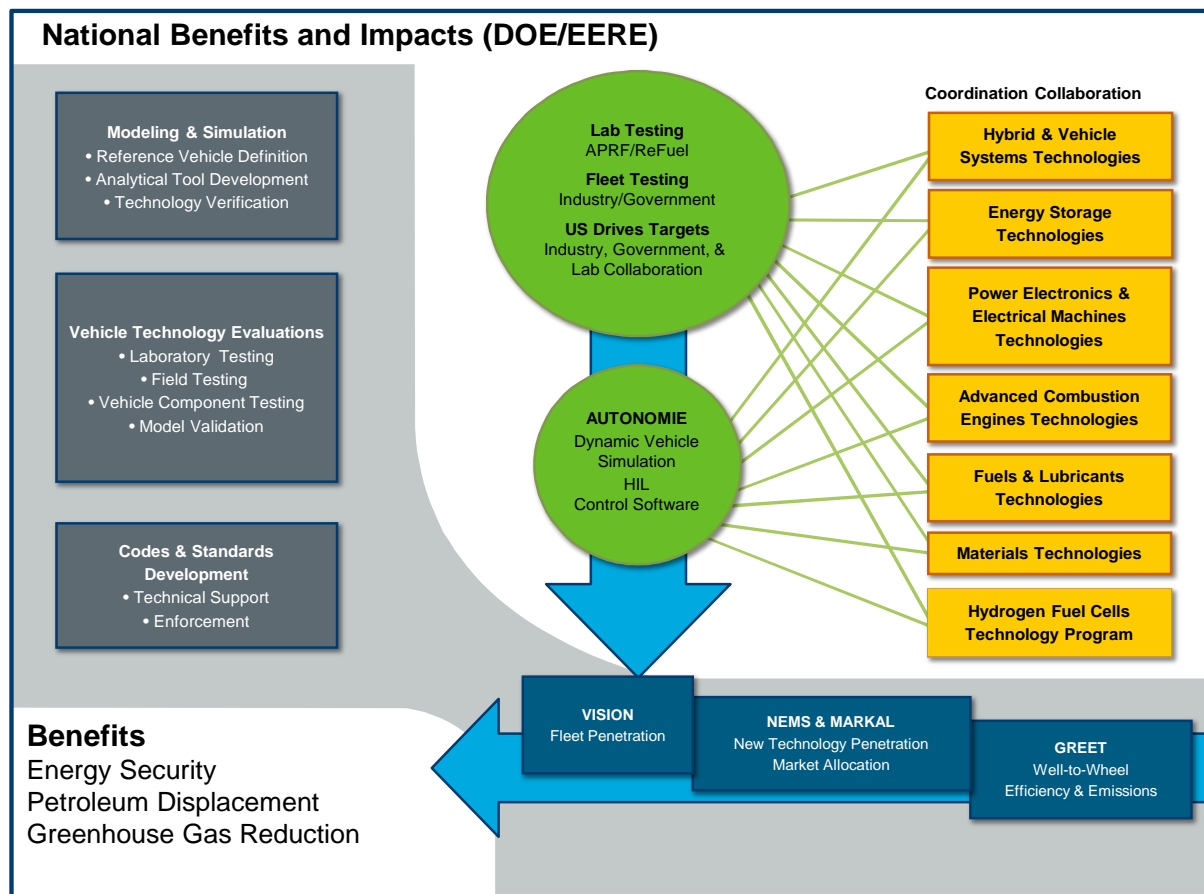 National Benefits and Impacts (DOE/EERE)
Modeling & Simulation
• Reference Vehicle Definition
• Analytical Tool Development
• Technology Verification
Vehicle Technology Evaluations
• Laboratory Testing
• Field Testing
• Vehicle Component Testing
• Model Validation
Codes & Standards
Development
• Technical Support
• Enforcement
Lab Testing
APRF/ReFuel
Fleet Testing
Industry/Government
US Drives Targets
Industry, Government, &
Lab Collaboration
AUTONOMIE
Dynamic Vehicle
Simulation
HIL
Control Software
Coordination Collaboration
Hybrid & Vehicle
Systems Technologies
Energy Storage
Technologies
Power Electronics &
Electrical Machines
Technologies
Advanced Combustion
Engines Technologies
Fuels & Lubricants
Technologies
Materials Technologies
Hydrogen Fuel Cells
Technology Program
VISION
Fleet Penetration
NEMS & MARKAL
New Technology Penetration
Market Allocation
GREET
Well-to-Wheel
Efficiency & Emissions
Benefits
Energy Security
Petroleum Displacement
Greenhouse Gas Reduction